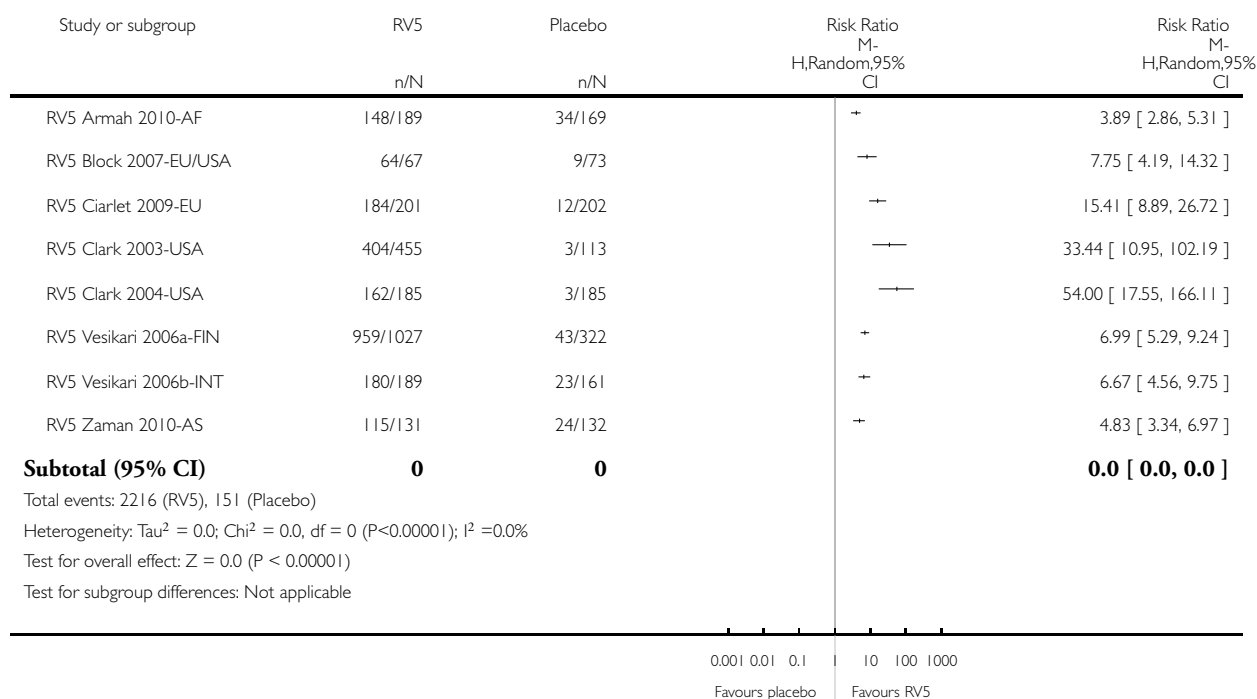 Study or subgroup RV5 Placebo Risk Ratio Risk Ratio
M- M-
H,Random,95% H,Random,95%
n/N n/N CI CI
RV5 Armah 2010-AF 148/189 34/169 3.89 [ 2.86, 5.31 ]
RV5 Block 2007-EU/USA 64/67 9/73 7.75 [ 4.19, 14.32 ]
RV5 Ciarlet 2009-EU 184/201 12/202 15.41 [ 8.89, 26.72 ]
RV5 Clark 2003-USA 404/455 3/113 33.44 [ 10.95, 102.19 ]
RV5 Clark 2004-USA 162/185 3/185 54.00 [ 17.55, 166.11 ]
RV5 Vesikari 2006a-FIN 959/1027 43/322 6.99 [ 5.29, 9.24 ]
RV5 Vesikari 2006b-INT 180/189 23/161 6.67 [ 4.56, 9.75 ]
RV5 Zaman 2010-AS 115/131 24/132 4.83 [ 3.34, 6.97 ]
Subtotal (95% CI) 0 0 0.0 [ 0.0, 0.0 ]
Total events: 2216 (RV5), 151 (Placebo)
Heterogeneity: Tau² = 0.0; Chi² = 0.0, df = 0 (P<0.00001); I² =0.0%
Test for overall effect: Z = 0.0 (P < 0.00001)
Test for subgroup differences: Not applicable
0.001 0.01 0.1 1 10 100 1000
Favours placebo Favours RV5